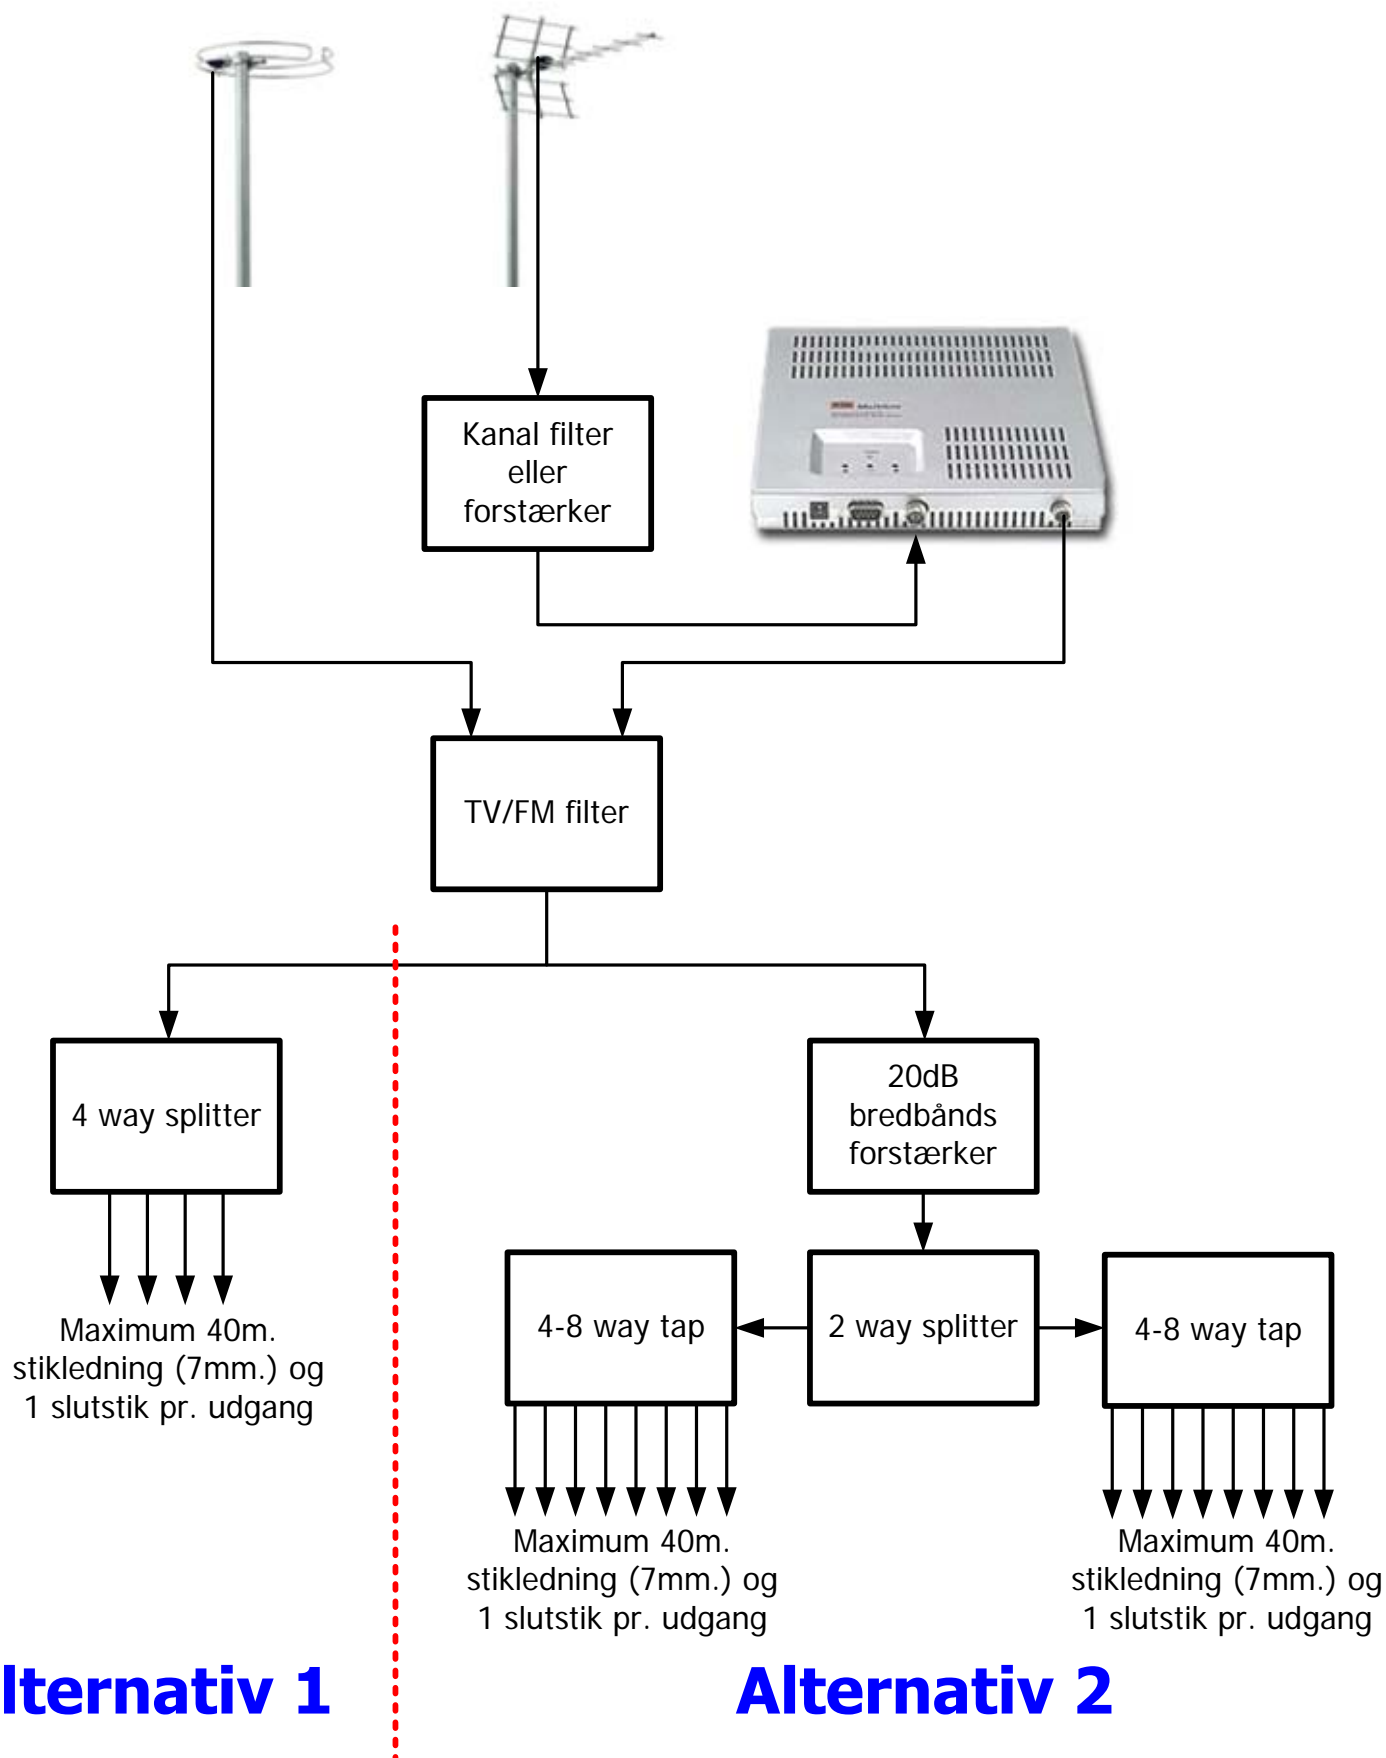 Kanal filter
eller
forstærker
TV/FM filter
4 way splitter
20dB
bredbånds
forstærker
4-8 way tap
2 way splitter
4-8 way tap
Maximum 40m.
stikledning (7mm.) og
1 slutstik pr. udgang
Maximum 40m.
stikledning (7mm.) og
1 slutstik pr. udgang
Maximum 40m.
stikledning (7mm.) og
1 slutstik pr. udgang
lternativ 1
Alternativ 2